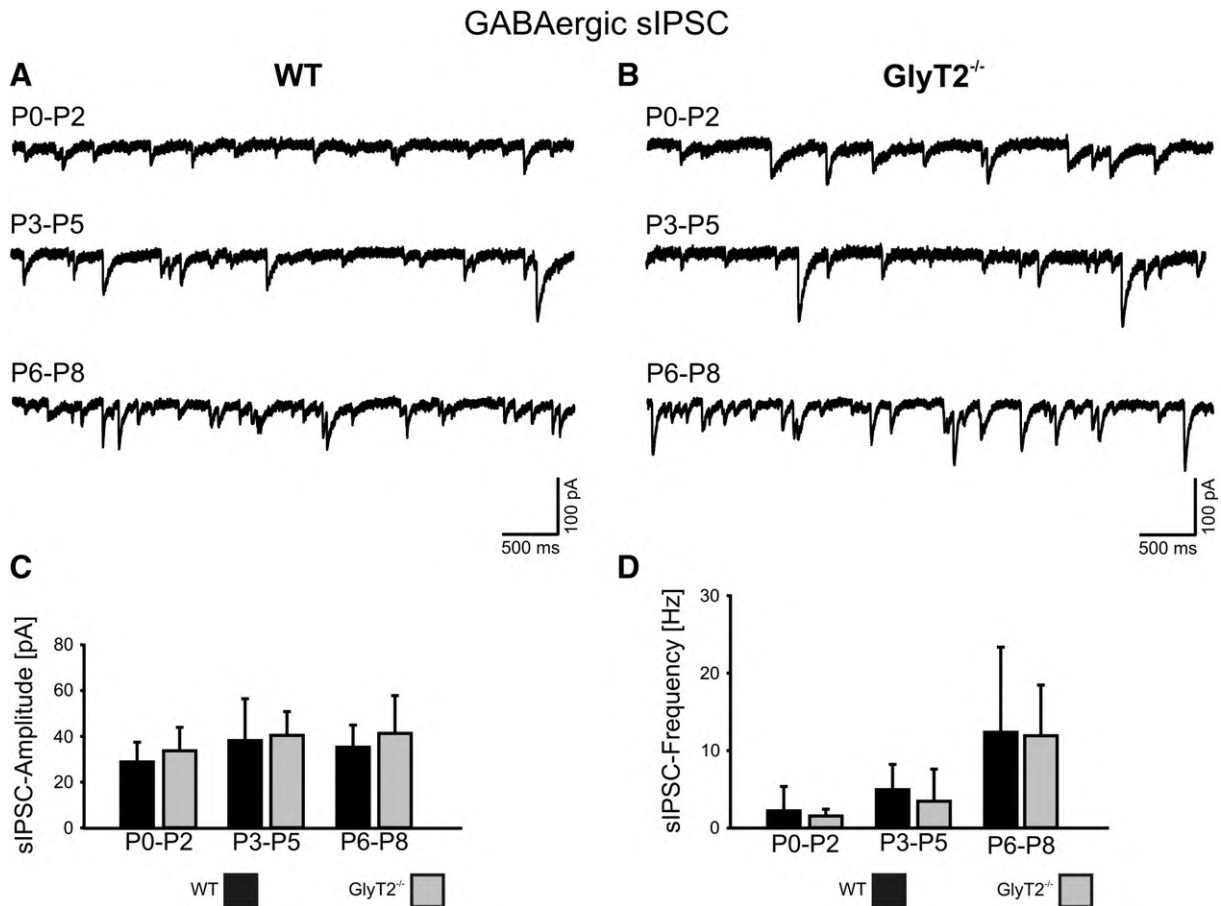 GABAergic sIPSC
A WT
P0-P2
P3-P5
P6-P8
100 pA
500 ms
B GlyT2-/-
P0-P2
P3-P5
P6-P8
100 pA
500 ms
C
sIPSC-Amplitude [pA]
80
60
40
20
0
P0-P2 P3-P5 P6-P8
WT GlyT2-/-
D
sIPSC-Frequency [Hz]
30
20
10
0
P0-P2 P3-P5 P6-P8
WT GlyT2-/-